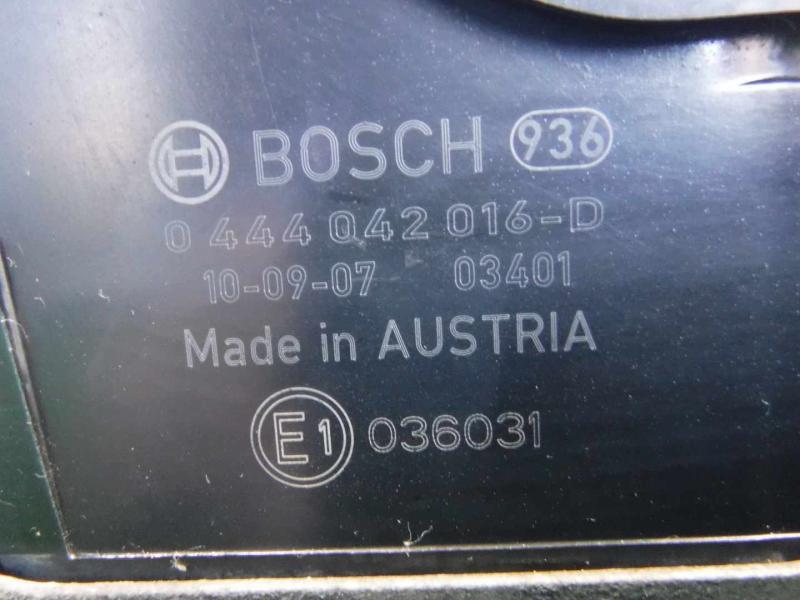 BOSCH 936
0 444 042 016-D
10-09-07 03401
Made in AUSTRIA
E1 036031